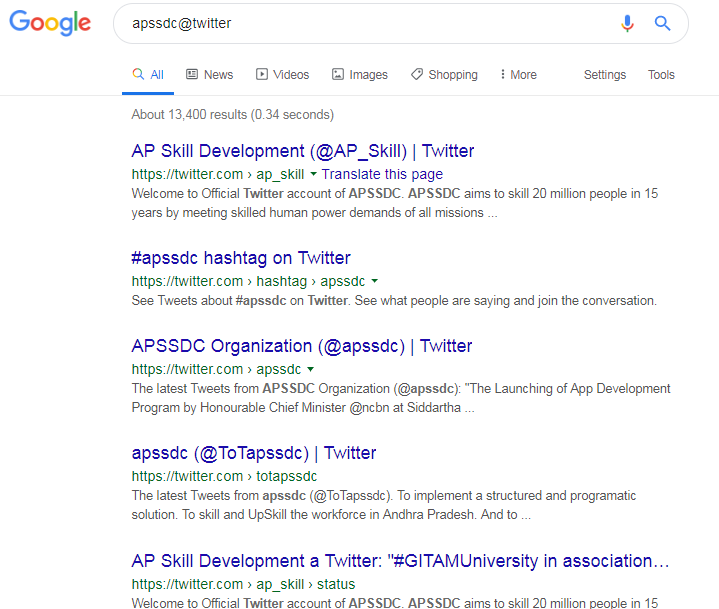 Google
apssdc@twitter
All News Videos Images Shopping More Settings Tools
About 13,400 results (0.34 seconds)
AP Skill Development (@AP_Skill) | Twitter
https://twitter.com › ap_skill Translate this page
Welcome to Official Twitter account of APSSDC. APSSDC aims to skill 20 million people in 15
years by meeting skilled human power demands of all missions ...
#apssdc hashtag on Twitter
https://twitter.com › hashtag › apssdc
See Tweets about #apssdc on Twitter. See what people are saying and join the conversation.
APSSDC Organization (@apssdc) | Twitter
https://twitter.com › apssdc
The latest Tweets from APSSDC Organization (@apssdc): "The Launching of App Development
Program by Honourable Chief Minister @ncbn at Siddartha ...
apssdc (@ToTapssdc) | Twitter
https://twitter.com › totapssdc
The latest Tweets from apssdc (@ToTapssdc). To implement a structured and programatic
solution. To skill and UpSkill the workforce in Andhra Pradesh. And to ...
AP Skill Development a Twitter: "#GITAMUniversity in association...
https://twitter.com › ap_skill › status
Welcome to Official Twitter account of APSSDC. APSSDC aims to skill 20 million people in 15